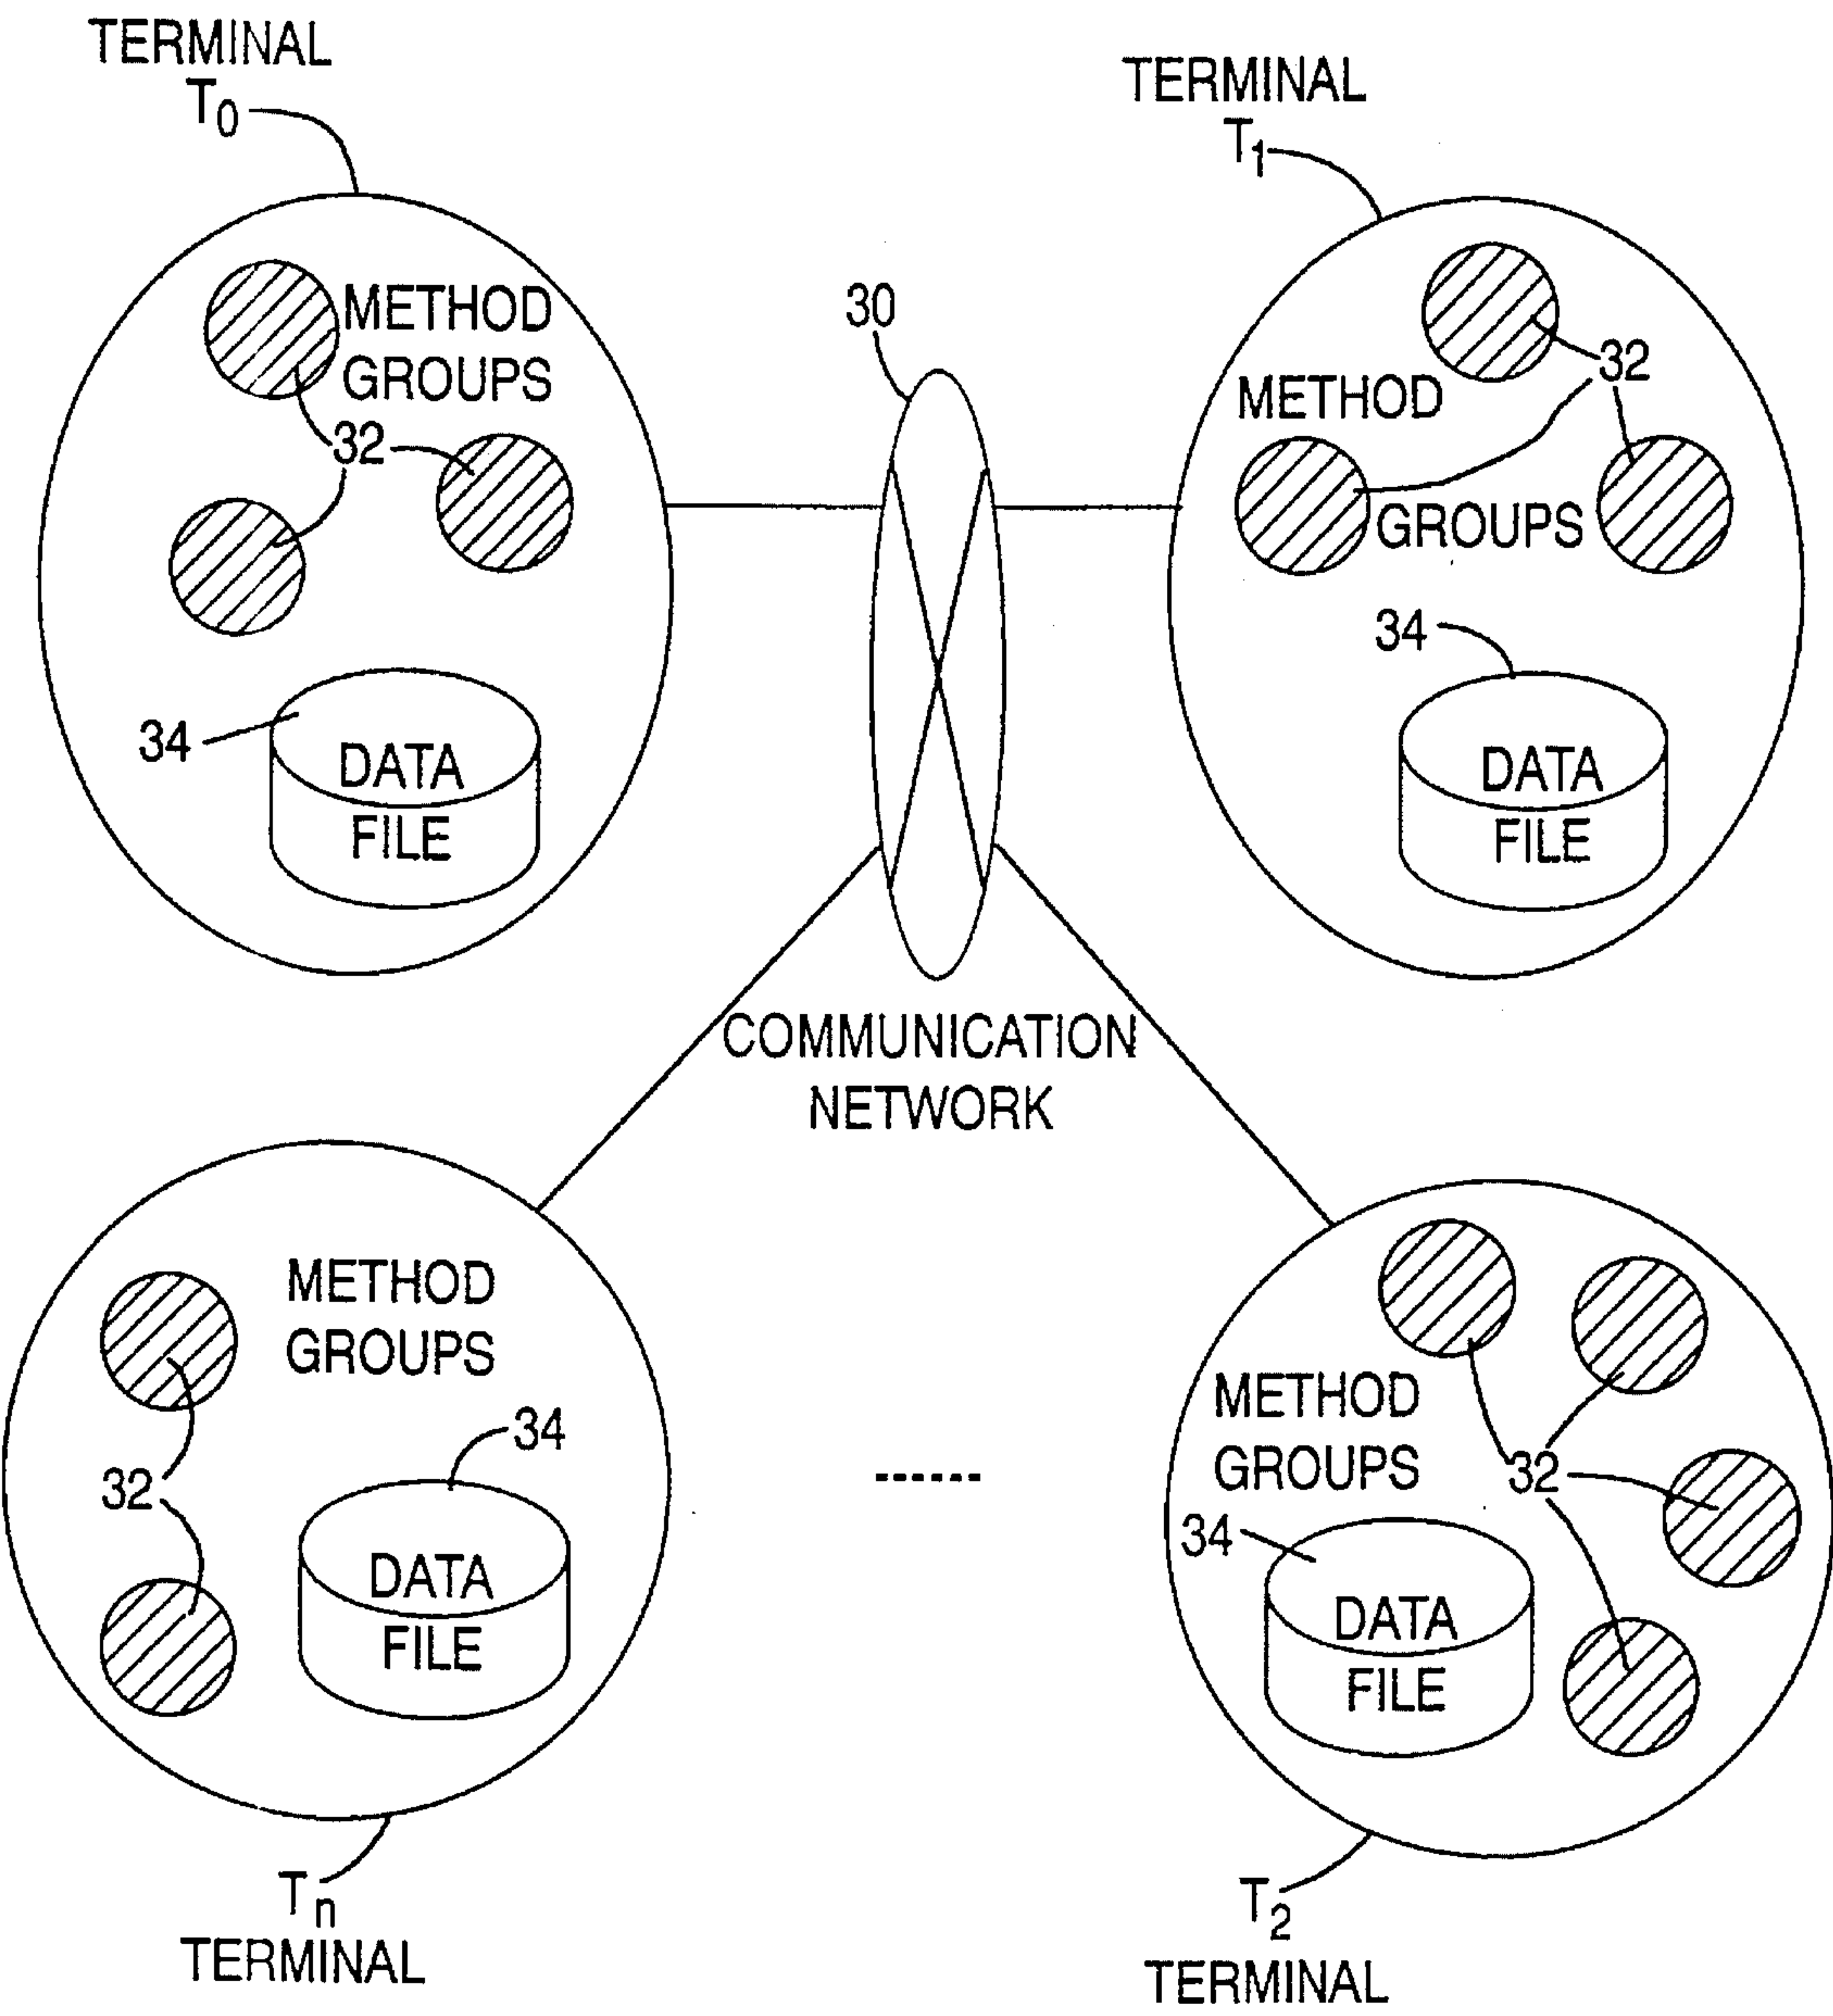 TERMINAL
T0
TERMINAL
T1
METHOD
GROUPS
32
34
DATA
FILE
30
32
METHOD
GROUPS
34
DATA
FILE
COMMUNICATION
NETWORK
METHOD
GROUPS
34
32
DATA
FILE
......
METHOD
GROUPS
32
34
DATA
FILE
Tn
TERMINAL
T2
TERMINAL